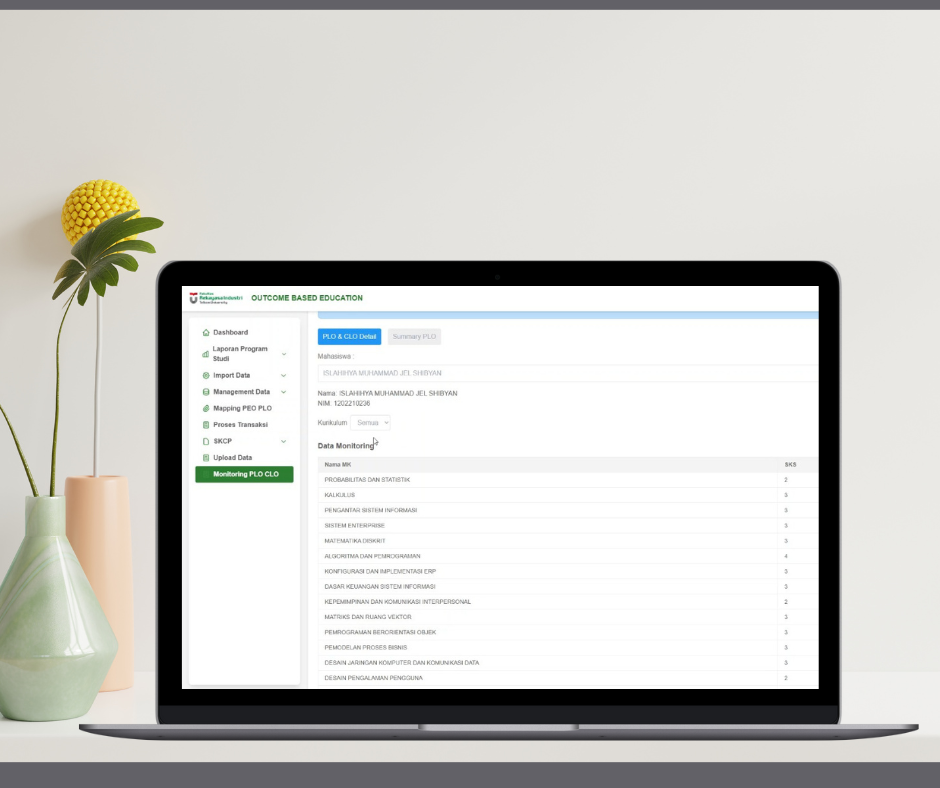 Fakultas
Rekayasa Industri
Telkom University
OUTCOME BASED EDUCATION
Dashboard
Laporan Program
Studi
Import Data
Management Data
Mapping PEO PLO
Proses Transaksi
SKCP
Upload Data
Monitoring PLO CLO
PLO & CLO Detail
Summary PLO
Mahasiswa :
ISLAHIHYA MUHAMMAD JEL SHIBYAN
Nama: ISLAHIHYA MUHAMMAD JEL SHIBYAN
NIM. 1202210236
Kurikulum Semua
Data Monitoring
Nama MK SKS
PROBABILITAS DAN STATISTIK 2
KALKULUS 3
PENGANTAR SISTEM INFORMASI 3
SISTEM ENTERPRISE 3
MATEMATIKA DISKRIT 3
ALGORITMA DAN PEMROGRAMAN 4
KONFIGURASI DAN IMPLEMENTASI ERP 3
DASAR KEUANGAN SISTEM INFORMASI 3
KEPEMIMPINAN DAN KOMUNIKASI INTERPERSONAL 2
MATRIKS DAN RUANG VEKTOR 3
PEMROGRAMAN BERORIENTASI OBJEK 3
PEMODELAN PROSES BISNIS 3
DESAIN JARINGAN KOMPUTER DAN KOMUNIKASI DATA 3
DESAIN PENGALAMAN PENGGUNA 2